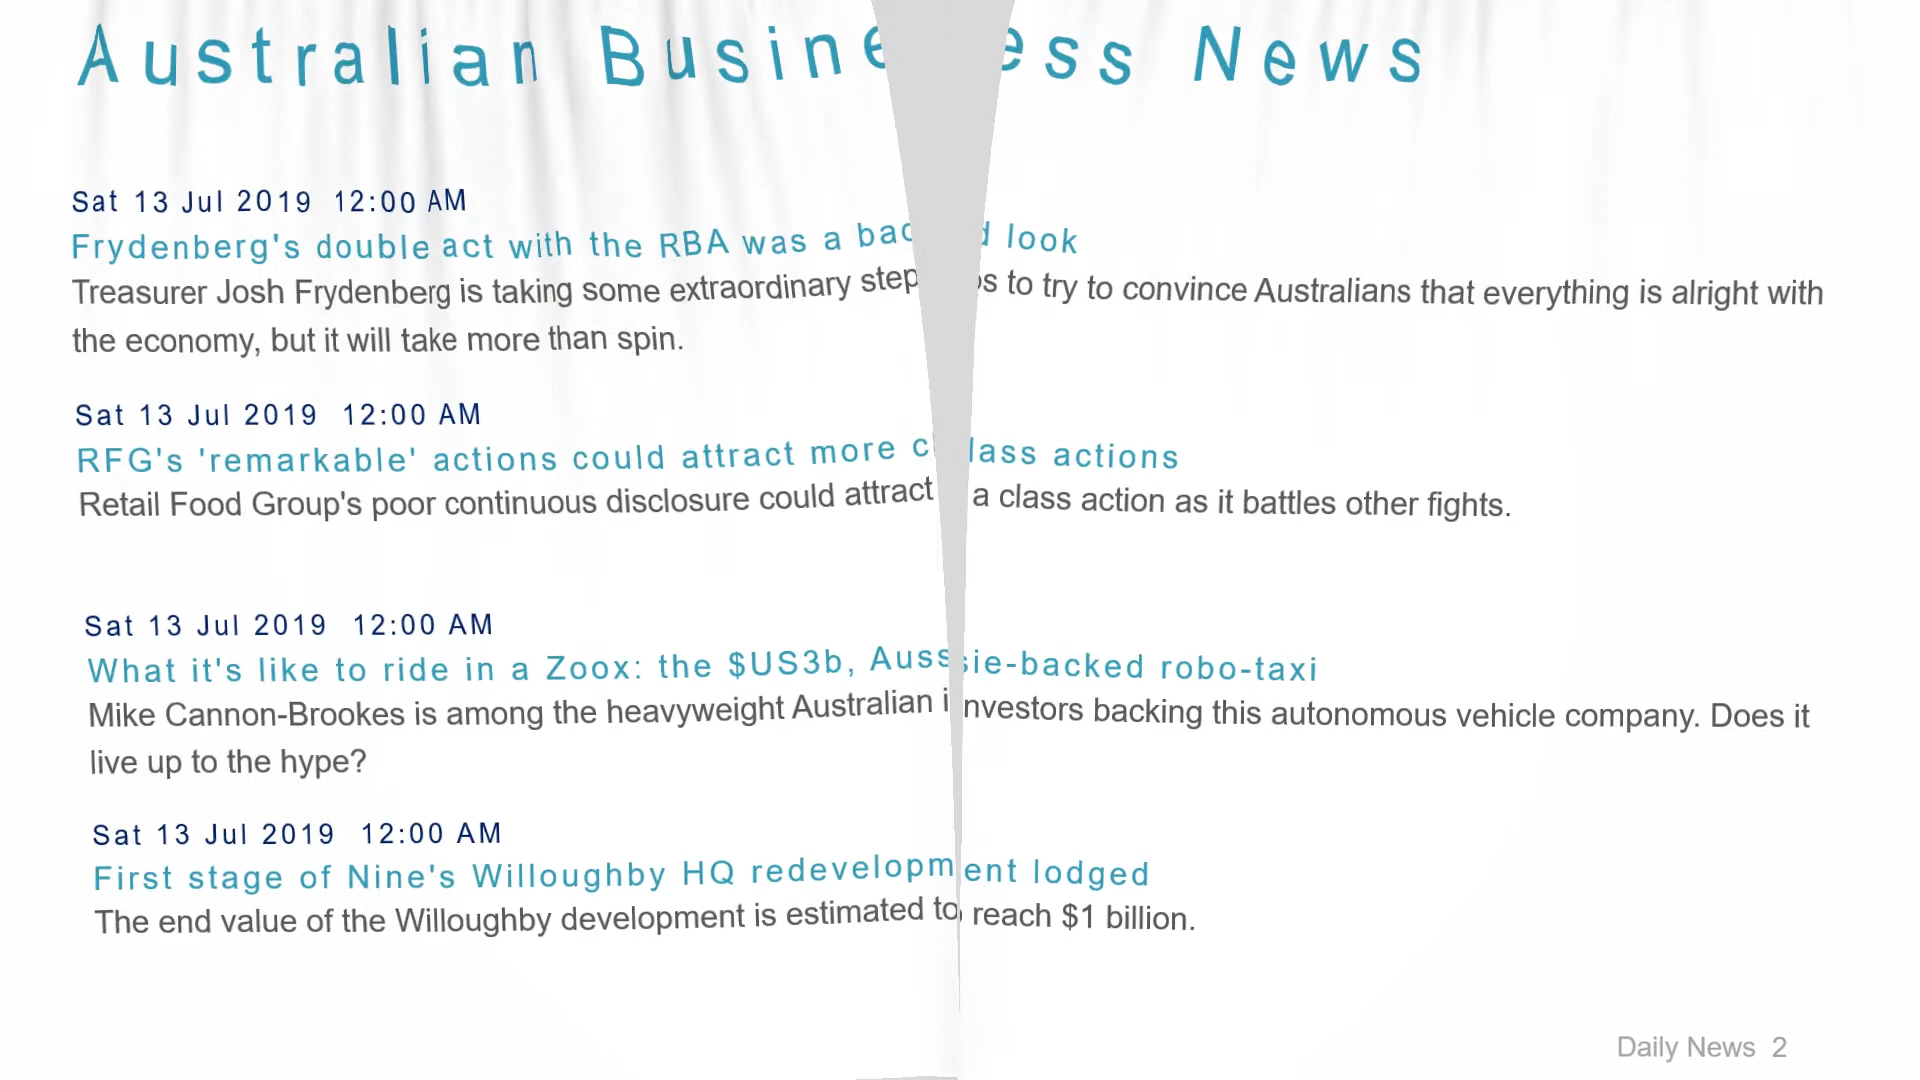 Australian Business News
Sat 13 Jul 2019 12:00 AM
Frydenberg's double act with the RBA was a bad look
Treasurer Josh Frydenberg is taking some extraordinary steps to try to convince Australians that everything is alright with
the economy, but it will take more than spin.
Sat 13 Jul 2019 12:00 AM
RFG's 'remarkable' actions could attract more class actions
Retail Food Group's poor continuous disclosure could attract a class action as it battles other fights.
Sat 13 Jul 2019 12:00 AM
What it's like to ride in a Zoox: the $US3b, Aussie-backed robo-taxi
Mike Cannon-Brookes is among the heavyweight Australian investors backing this autonomous vehicle company. Does it
live up to the hype?
Sat 13 Jul 2019 12:00 AM
First stage of Nine's Willoughby HQ redevelopment lodged
The end value of the Willoughby development is estimated to reach $1 billion.
Daily News 2